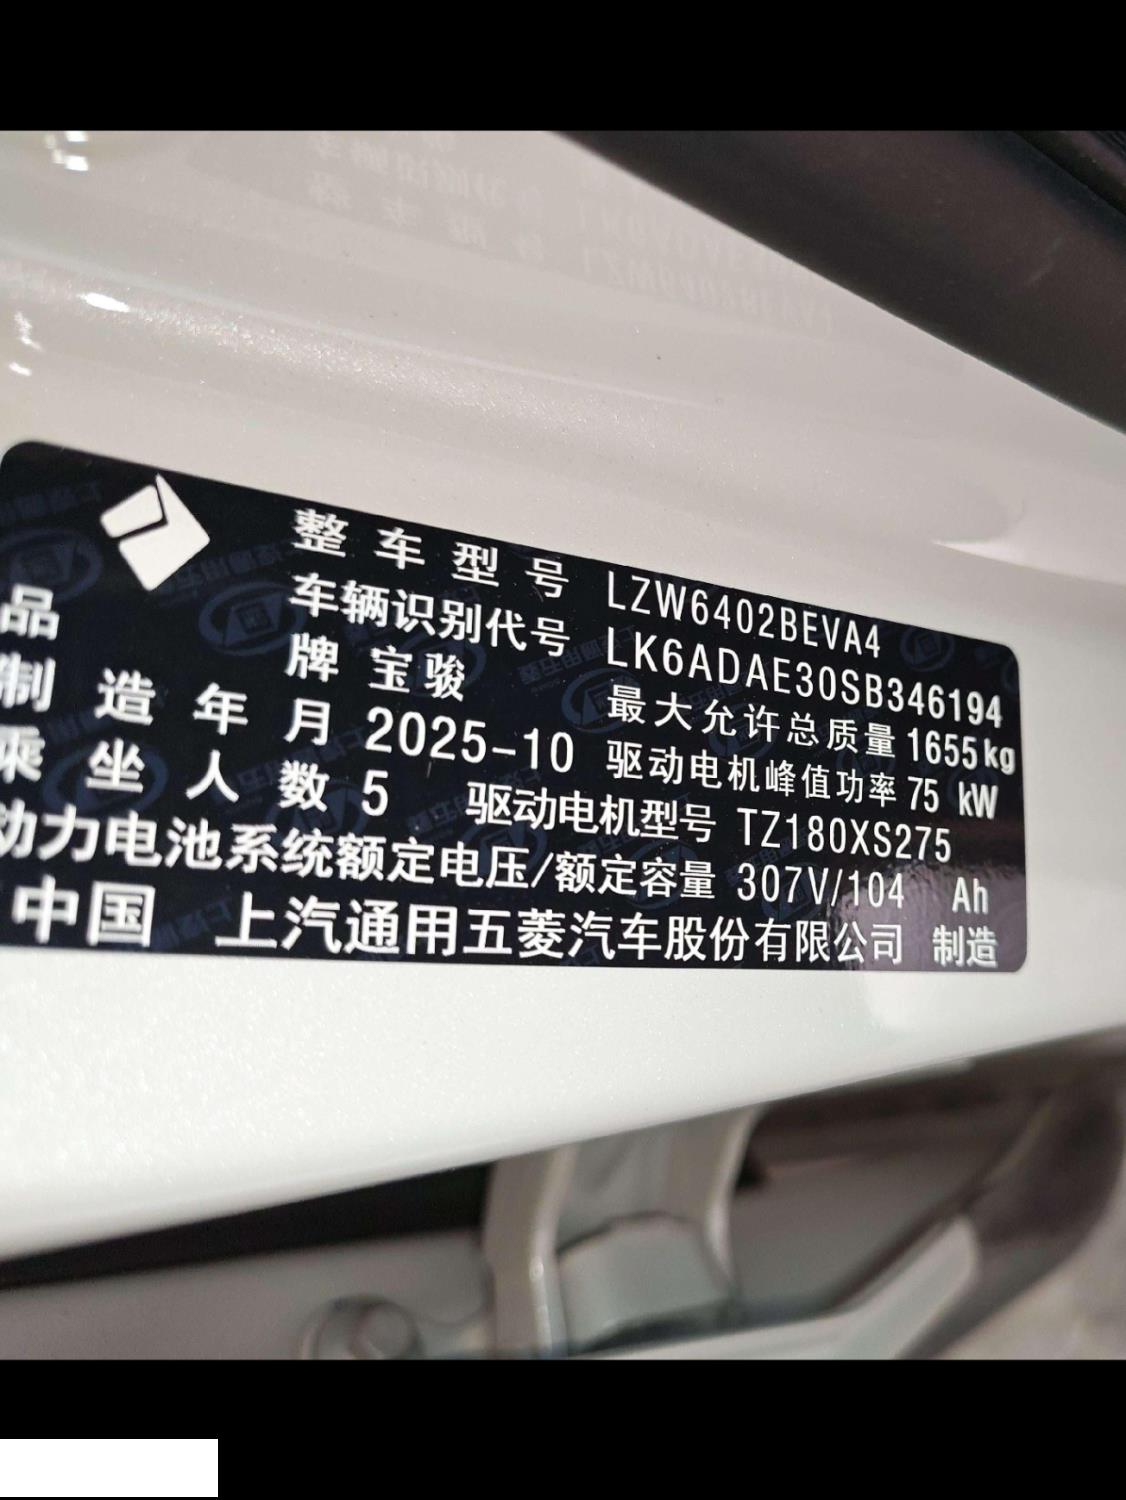 整车型号 LZW6402BEVA4
车辆识别代号 LK6ADAE30SB346194
品牌 宝骏 最大允许总质量 1655kg
制造年月 2025-10 驱动电机峰值功率 75 kW
乘坐人数 5 驱动电机型号 TZ180XS275
动力电池系统额定电压/额定容量 307V/104 Ah
中国 上汽通用五菱汽车股份有限公司 制造